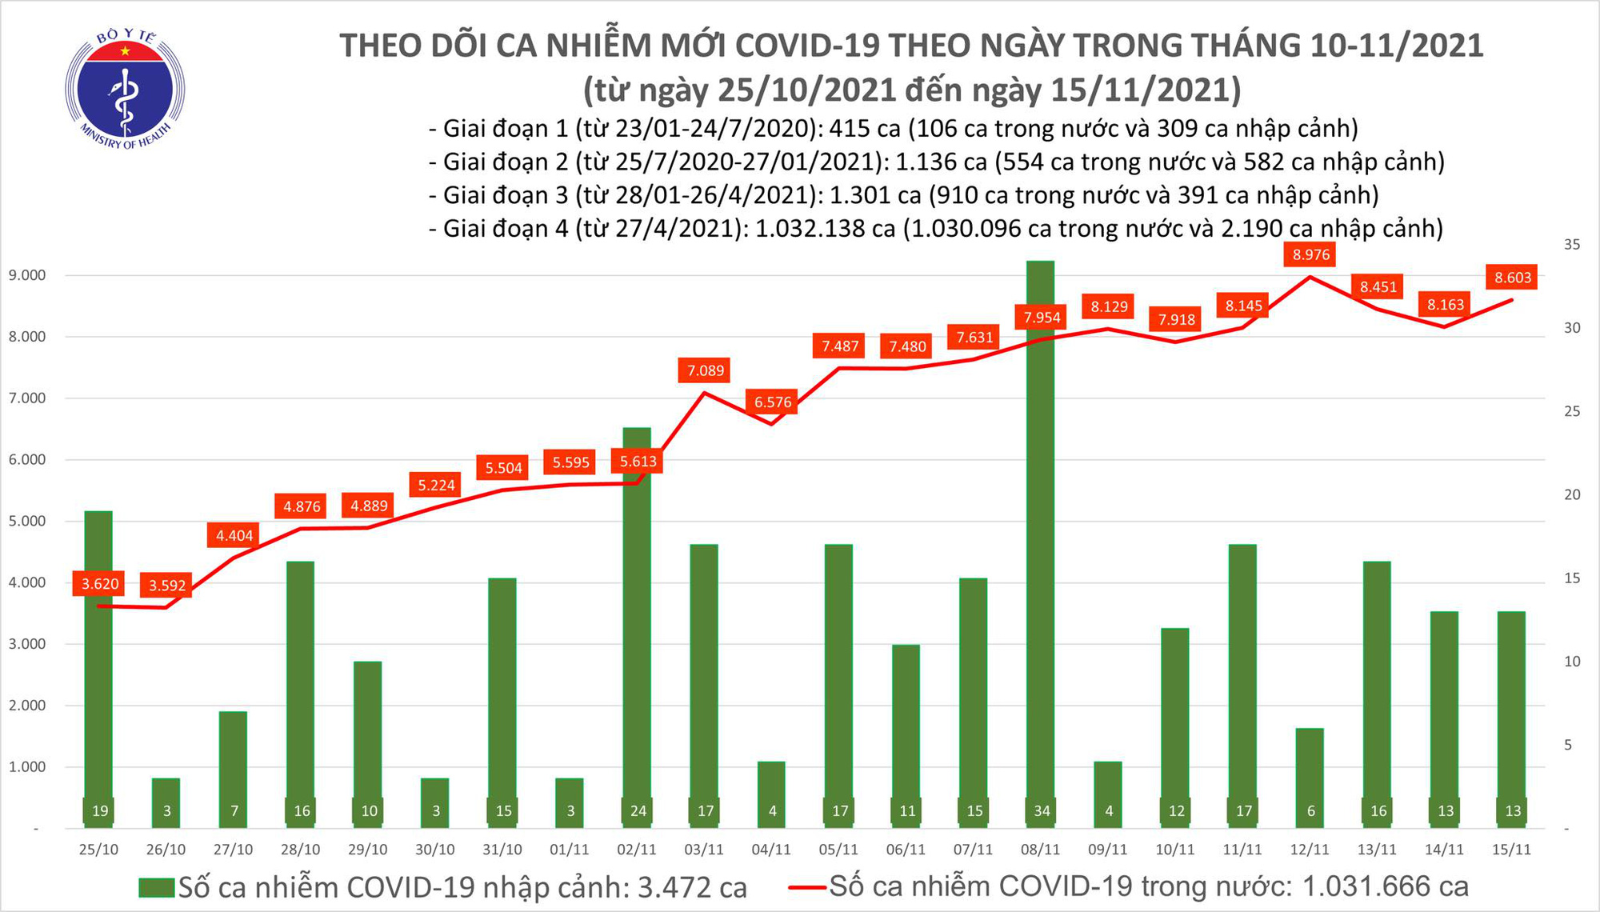 BỘ Y TẾ
MINISTRY OF HEALTH
THEO DÕI CA NHIỄM MỚI COVID-19 THEO NGÀY TRONG THÁNG 10-11/2021
(từ ngày 25/10/2021 đến ngày 15/11/2021)
- Giai đoạn 1 (từ 23/01-24/7/2020): 415 ca (106 ca trong nước và 309 ca nhập cảnh)
- Giai đoạn 2 (từ 25/7/2020-27/01/2021): 1.136 ca (554 ca trong nước và 582 ca nhập cảnh)
- Giai đoạn 3 (từ 28/01-26/4/2021): 1.301 ca (910 ca trong nước và 391 ca nhập cảnh)
- Giai đoạn 4 (từ 27/4/2021): 1.032.138 ca (1.030.096 ca trong nước và 2.190 ca nhập cảnh)
9.000
8.000
7.000
6.000
5.000
4.000
3.000
2.000
1.000
-
35
30
25
20
15
10
5
-
3.620 3.592 4.404 4.876 4.889 5.224 5.504 5.595 5.613 7.089 6.576 7.487 7.480 7.631 7.954 8.129 7.918 8.145 8.976 8.451 8.163 8.603
19 3 7 16 10 3 15 3 24 17 4 17 11 15 34 4 12 17 6 16 13 13
25/10 26/10 27/10 28/10 29/10 30/10 31/10 01/11 02/11 03/11 04/11 05/11 06/11 07/11 08/11 09/11 10/11 11/11 12/11 13/11 14/11 15/11
Số ca nhiễm COVID-19 nhập cảnh: 3.472 ca Số ca nhiễm COVID-19 trong nước: 1.031.666 ca